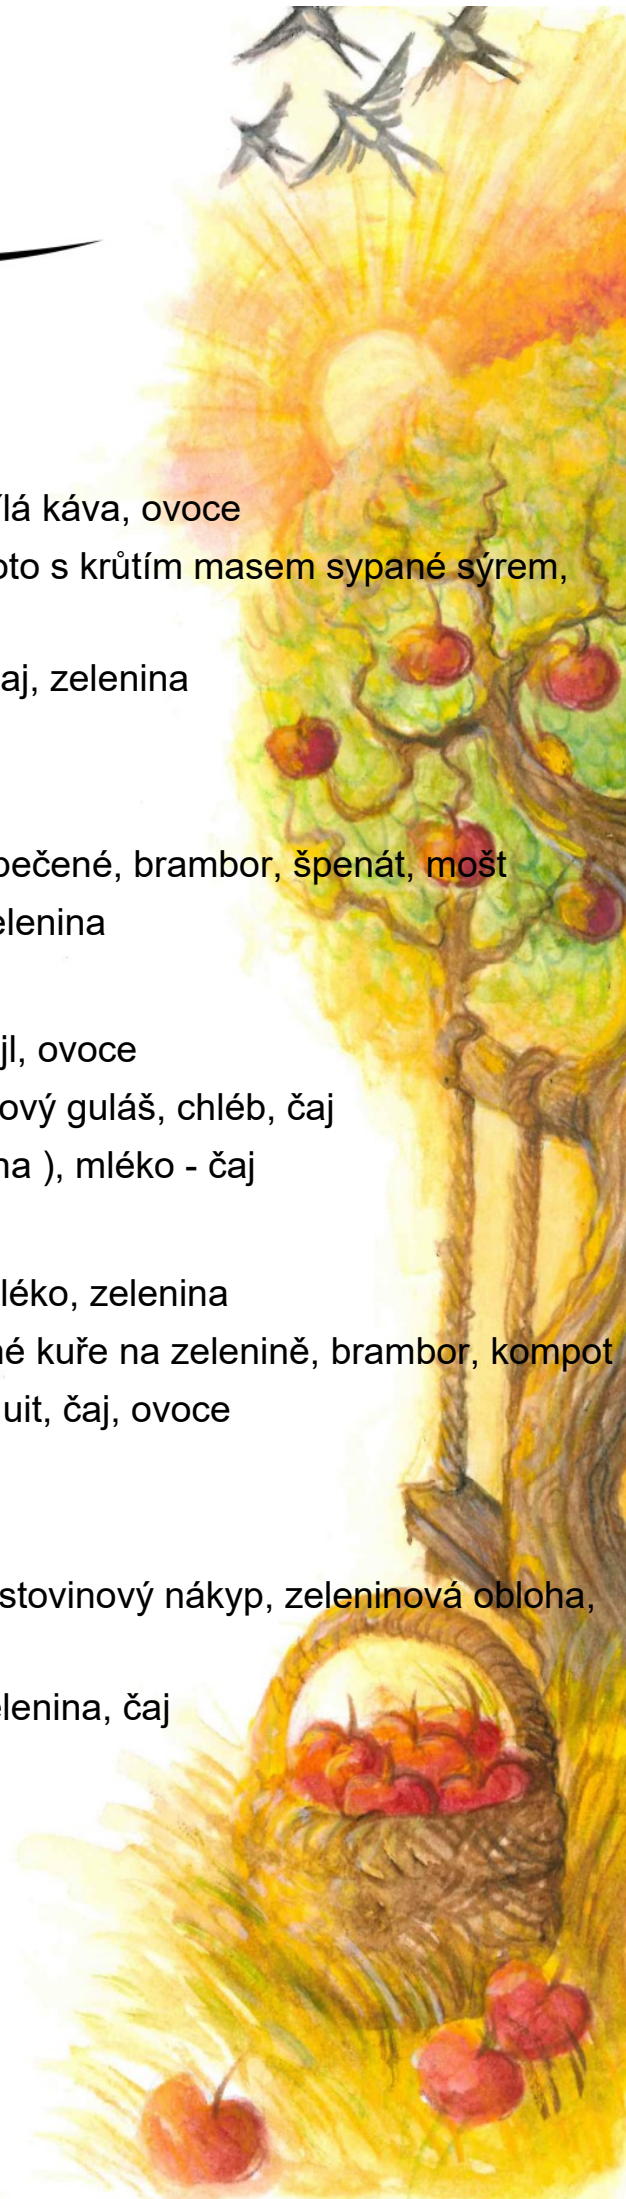 ílá káva, ovoce
oto s krůtím masem sypané sýrem,
aj, zelenina
pečené, brambor, špenát, mošt
elenina
jl, ovoce
ový guláš, chléb, čaj
na ), mléko - čaj
léko, zelenina
né kuře na zelenině, brambor, kompot
uit, čaj, ovoce
stovinový nákyp, zeleninová obloha,
elenina, čaj